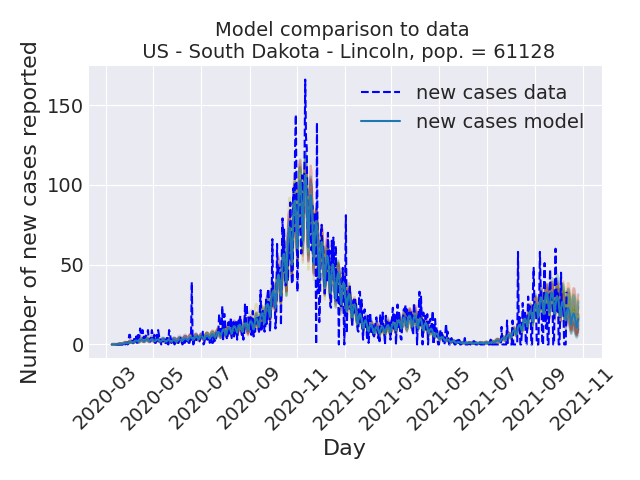 Model comparison to data
US - South Dakota - Lincoln, pop. = 61128
Number of new cases reported
150
100
50
0
new cases data
new cases model
2020-03
2020-05
2020-07
2020-09
2020-11
2021-01
2021-03
2021-05
2021-07
2021-09
2021-11
Day